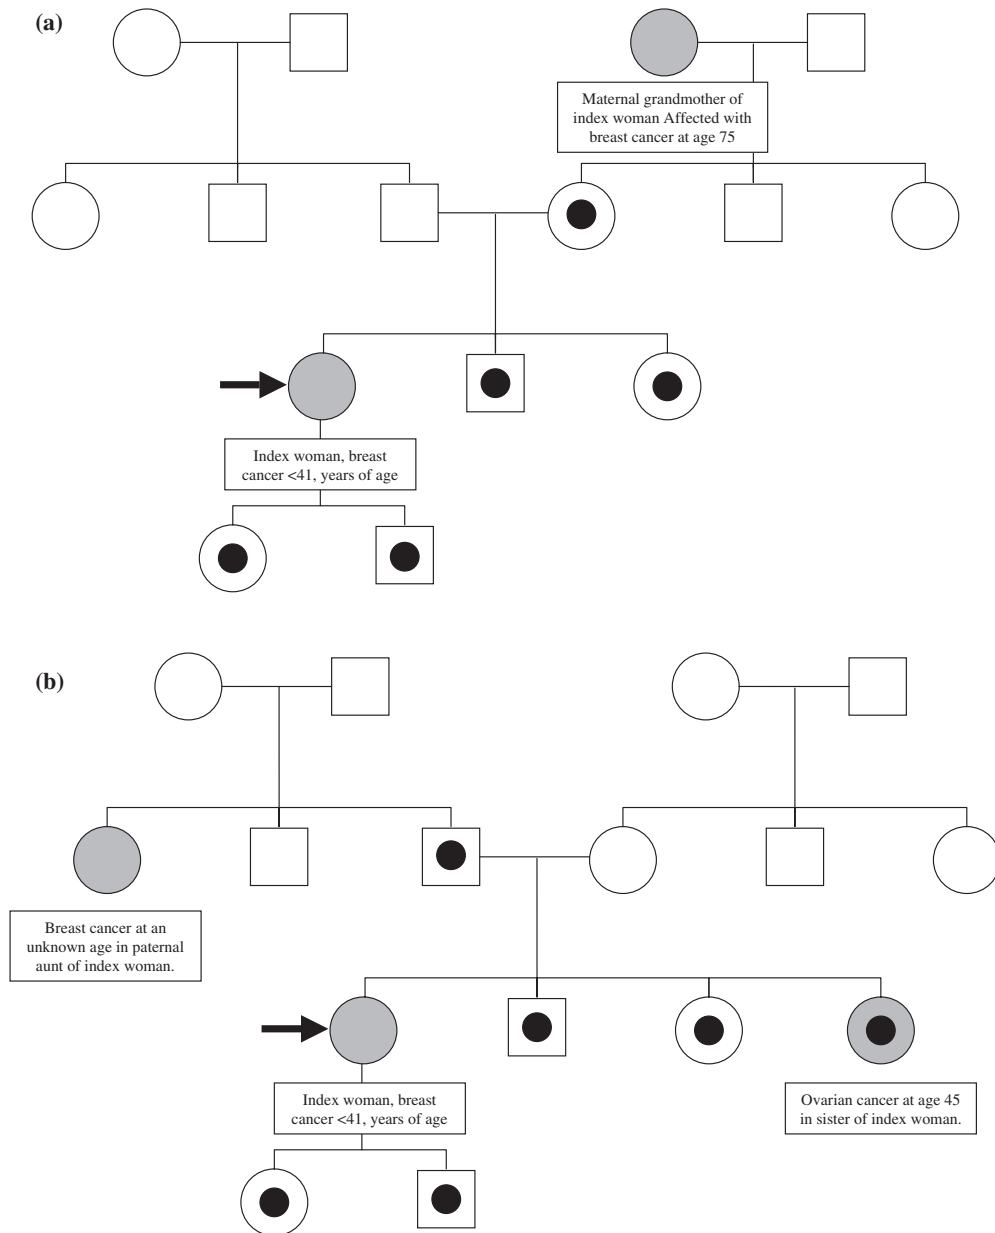 (a)
Maternal grandmother of
index woman Affected with
breast cancer at age 75
Index woman, breast
cancer <41, years of age
(b)
Breast cancer at an
unknown age in paternal
aunt of index woman.
Index woman, breast
cancer <41, years of age
Ovarian cancer at age 45
in sister of index woman.